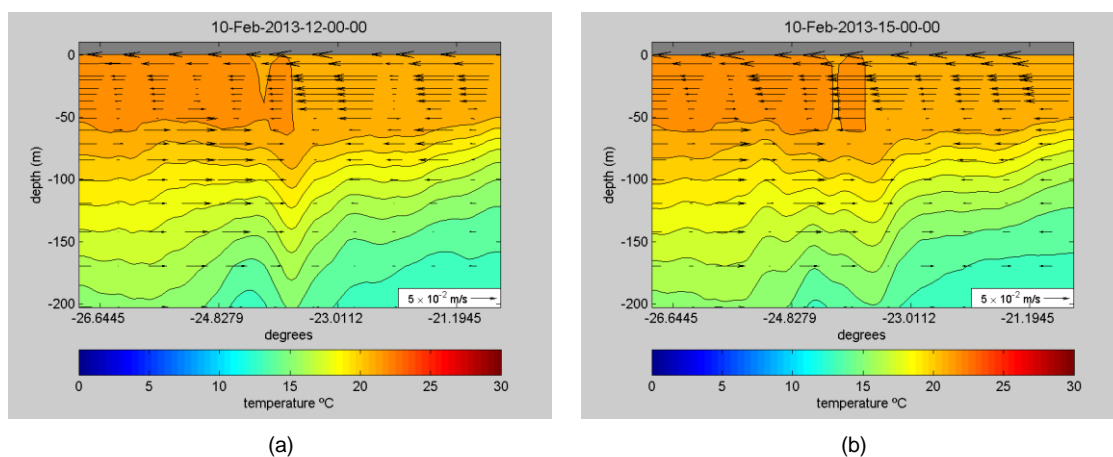 10-Feb-2013-12-00-00
0
-50
-100
-150
-200
depth (m)
5 × 10⁻² m/s
-26.6445 -24.8279 -23.0112 -21.1945
degrees
0 5 10 15 20 25 30
temperature ºC
(a)
10-Feb-2013-15-00-00
0
-50
-100
-150
-200
depth (m)
5 × 10⁻² m/s
-26.6445 -24.8279 -23.0112 -21.1945
degrees
0 5 10 15 20 25 30
temperature ºC
(b)